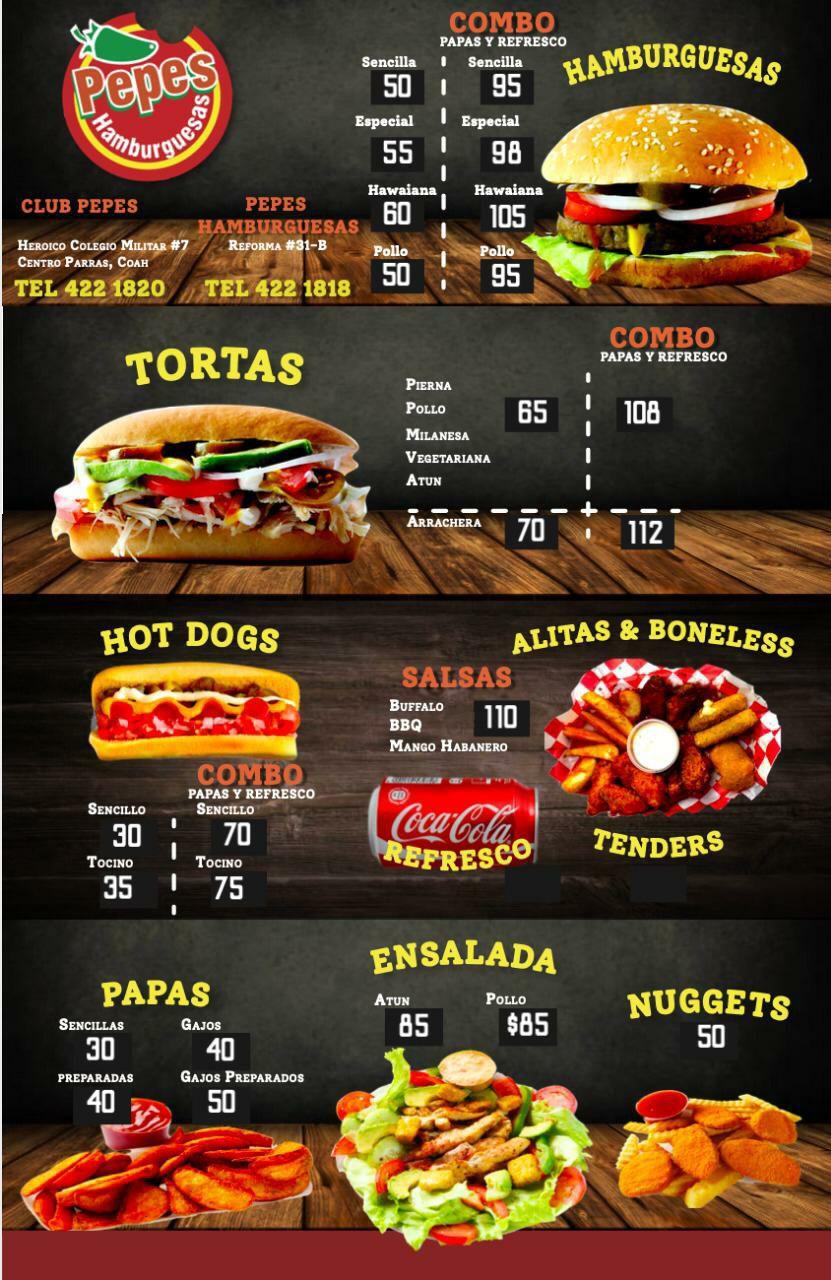 Pepes
Hamburguesas
CLUB PEPES
Heroico Colegio Militar #7
Centro Parras, Coah
TEL 422 1820
PEPES
HAMBURGUESAS
Reforma #31-B
TEL 422 1818
COMBO
PAPAS Y REFRESCO
HAMBURGUESAS
Sencilla Sencilla
50 95
Especial Especial
55 98
Hawaiana Hawaiana
60 105
Pollo Pollo
50 95
TORTAS
COMBO
PAPAS Y REFRESCO
Pierna
Pollo 65 108
Milanesa
Vegetariana
Atun
Arrachera 70 112
HOT DOGS
COMBO
PAPAS Y REFRESCO
Sencillo Sencillo
30 70
Tocino Tocino
35 75
ALITAS & BONELESS
SALSAS
Buffalo 110
BBQ
Mango Habanero
Coca-Cola
REFRESCO
TENDERS
PAPAS
Sencillas Gajos
30 40
preparadas Gajos Preparados
40 50
ENSALADA
Atun Pollo
85 $85
NUGGETS
50